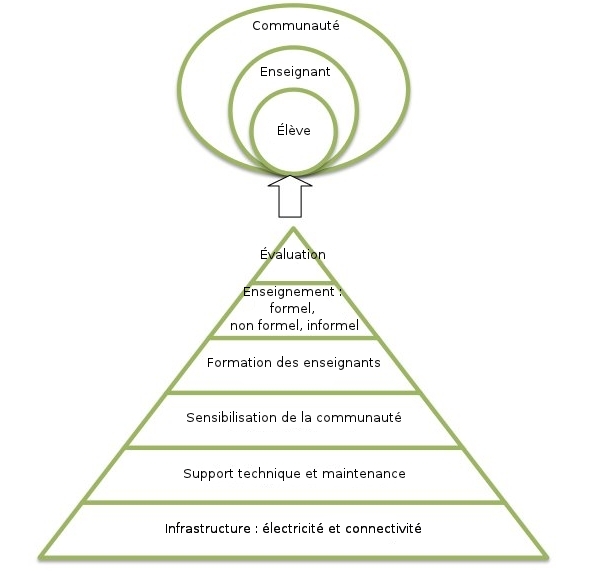 Communauté
Enseignant
Élève
Évaluation
Enseignement :
formel,
non formel, informel
Formation des enseignants
Sensibilisation de la communauté
Support technique et maintenance
Infrastructure : électricité et connectivité